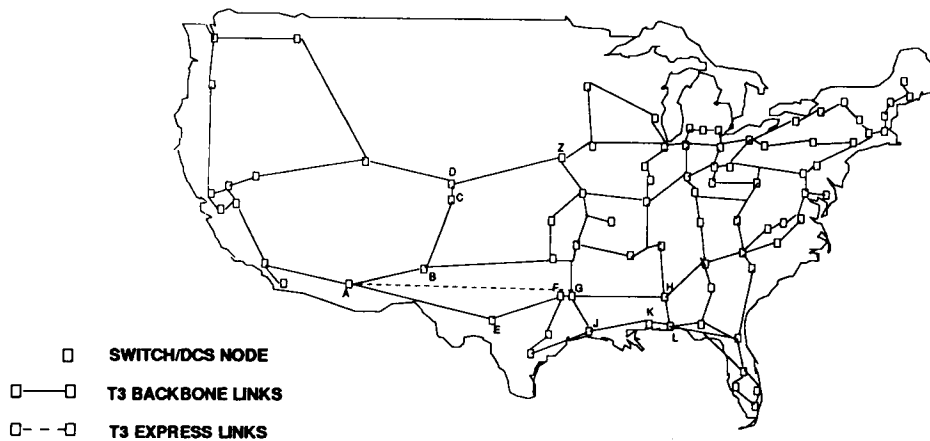 Z
D
C
B
A
F
G
H
E
J
K
L
SWITCH/DCS NODE
T3 BACKBONE LINKS
T3 EXPRESS LINKS